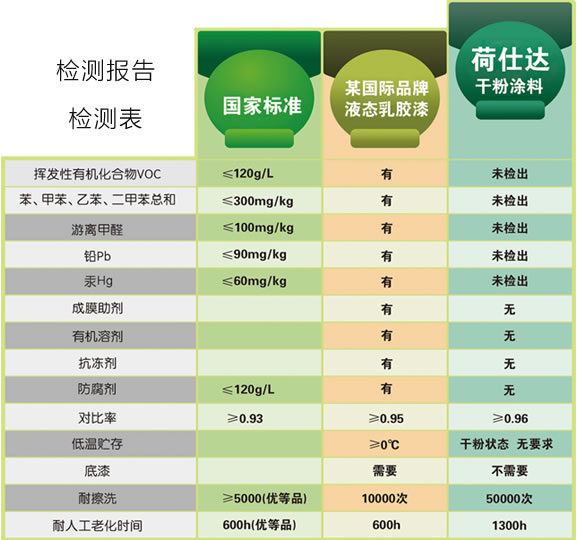 检测报告
检测表
国家标准
某国际品牌
液态乳胶漆
荷仕达
干粉涂料
挥发性有机化合物VOC ≤120g/L 有 未检出
苯、甲苯、乙苯、二甲苯总和 ≤300mg/kg 有 未检出
游离甲醛 ≤100mg/kg 有 未检出
铅Pb ≤90mg/kg 有 未检出
汞Hg ≤60mg/kg 有 未检出
成膜助剂 有 无
有机溶剂 有 无
抗冻剂 有 无
防腐剂 ≤120g/L 有 无
对比率 ≥0.93 ≥0.95 ≥0.96
低温贮存 ≥0℃ 干粉状态 无要求
底漆 需要 不需要
耐擦洗 ≥5000(优等品) 10000次 50000次
耐人工老化时间 600h(优等品) 600h 1300h